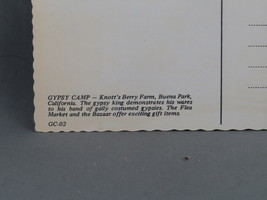 GYPSY CAMP — Knott's Berry Farm, Buena Park,
California. The gypsy king demonstrates his wares
to his band of gaily costumed gypsies. The Flea
Market and the Bazaar offer exciting gift items.
GC-02